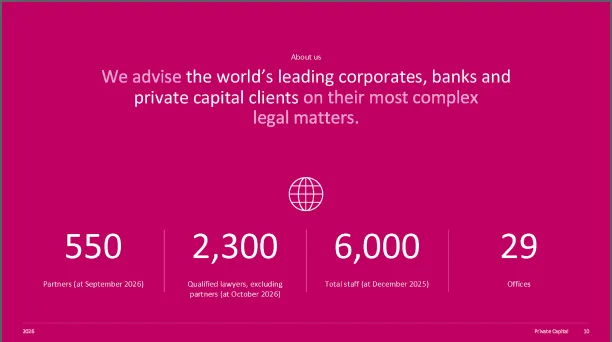 About us
We advise the world's leading corporates, banks and
private capital clients on their most complex
legal matters.
550
Partners (at September 2026)
2,300
Qualified lawyers, excluding
partners (at October 2026)
6,000
Total staff (at December 2025)
29
Offices
2026
Private Capital
10